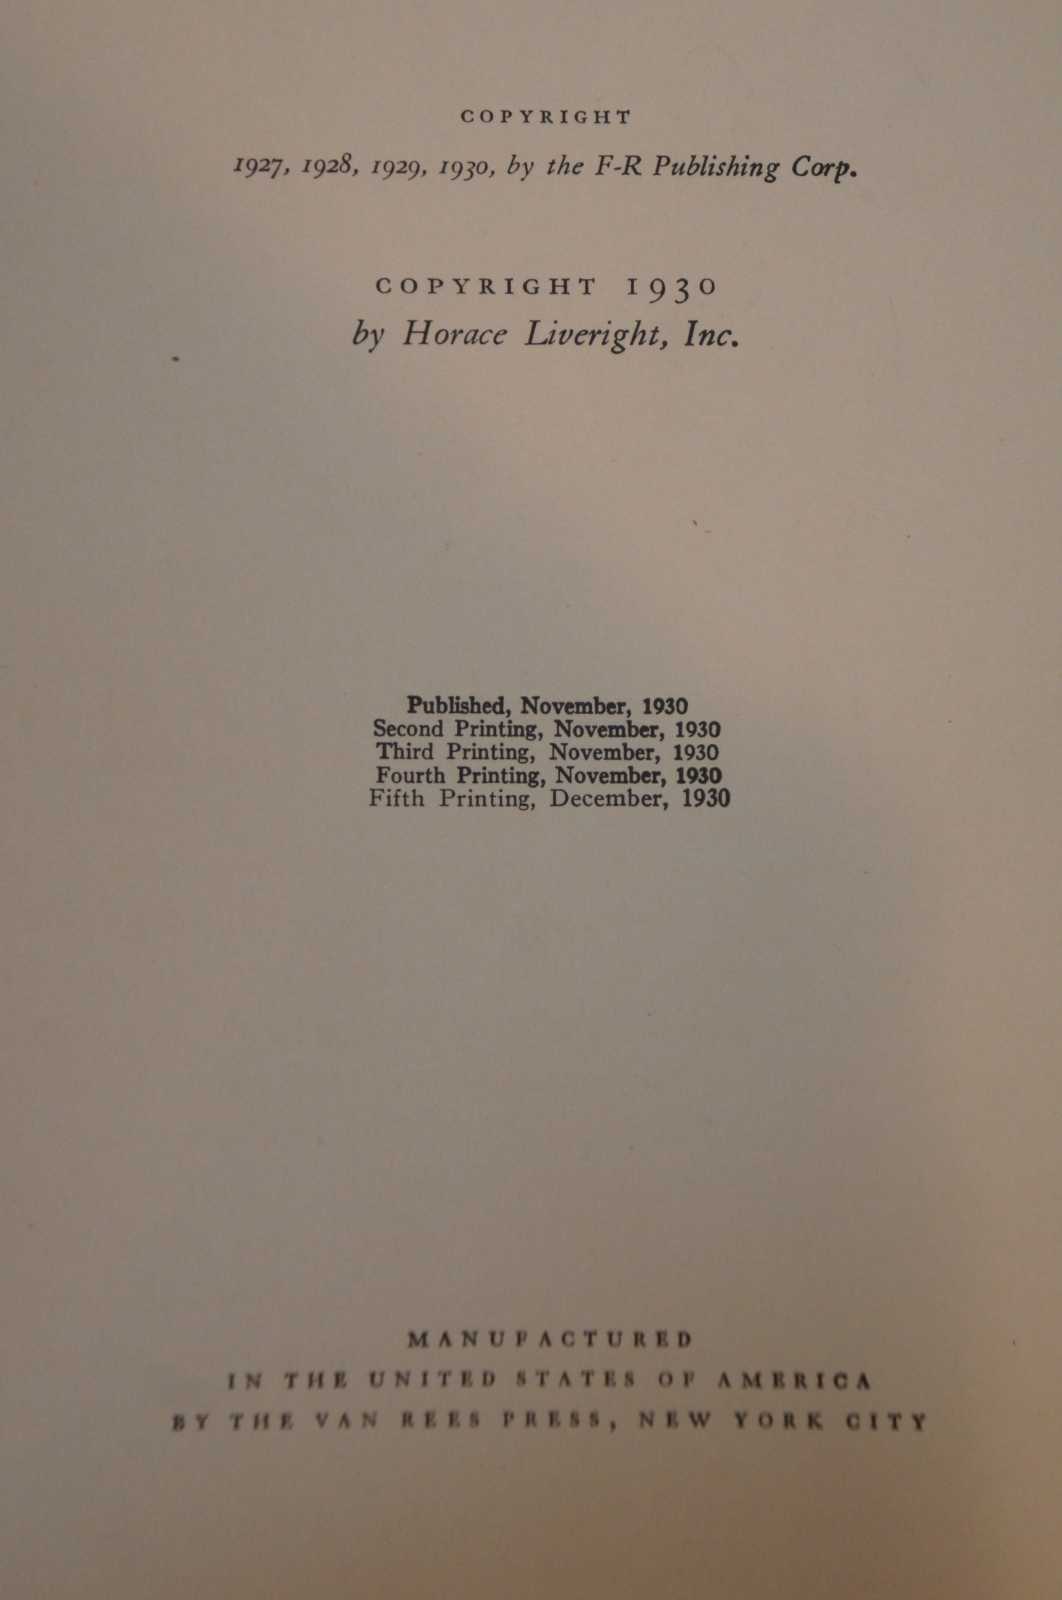 COPYRIGHT
1927, 1928, 1929, 1930, by the F-R Publishing Corp.
COPYRIGHT 1930
by Horace Liveright, Inc.
Published, November, 1930
Second Printing, November, 1930
Third Printing, November, 1930
Fourth Printing, November, 1930
Fifth Printing, December, 1930
MANUFACTURED
IN THE UNITED STATES OF AMERICA
BY THE VAN REES PRESS, NEW YORK CITY